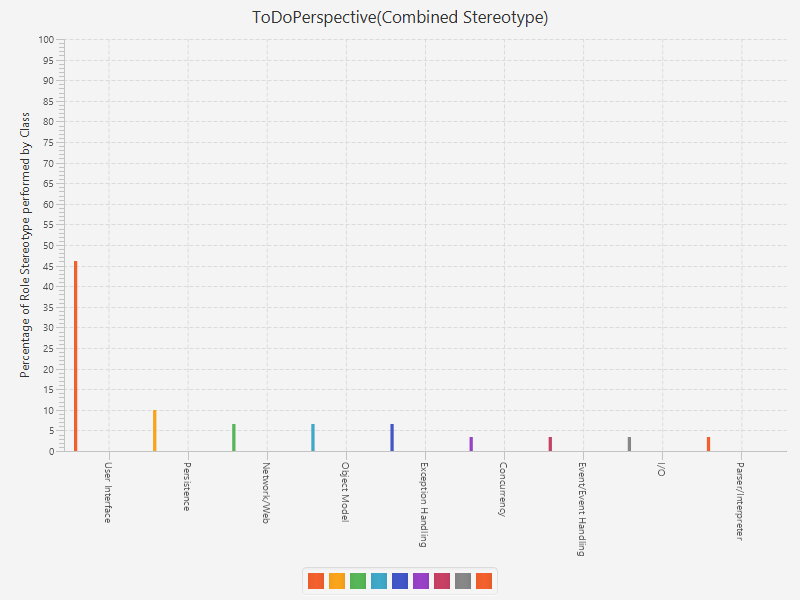 ToDoPerspective(Combined Stereotype)
Percentage of Role Stereotype performed by Class
100
95
90
85
80
75
70
65
60
55
50
45
40
35
30
25
20
15
10
5
0
User Interface
Persistence
Network/Web
Object Model
Exception Handling
Concurrency
Event/Event Handling
I/O
Parser/Interpreter